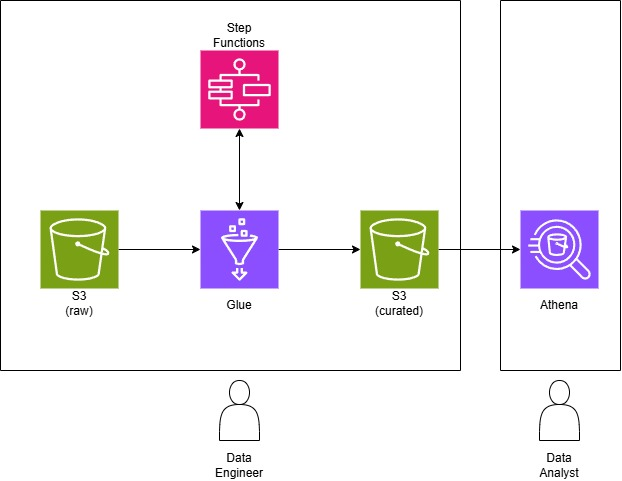 Step
Functions
S3
(raw)
Glue
S3
(curated)
Athena
Data
Engineer
Data
Analyst